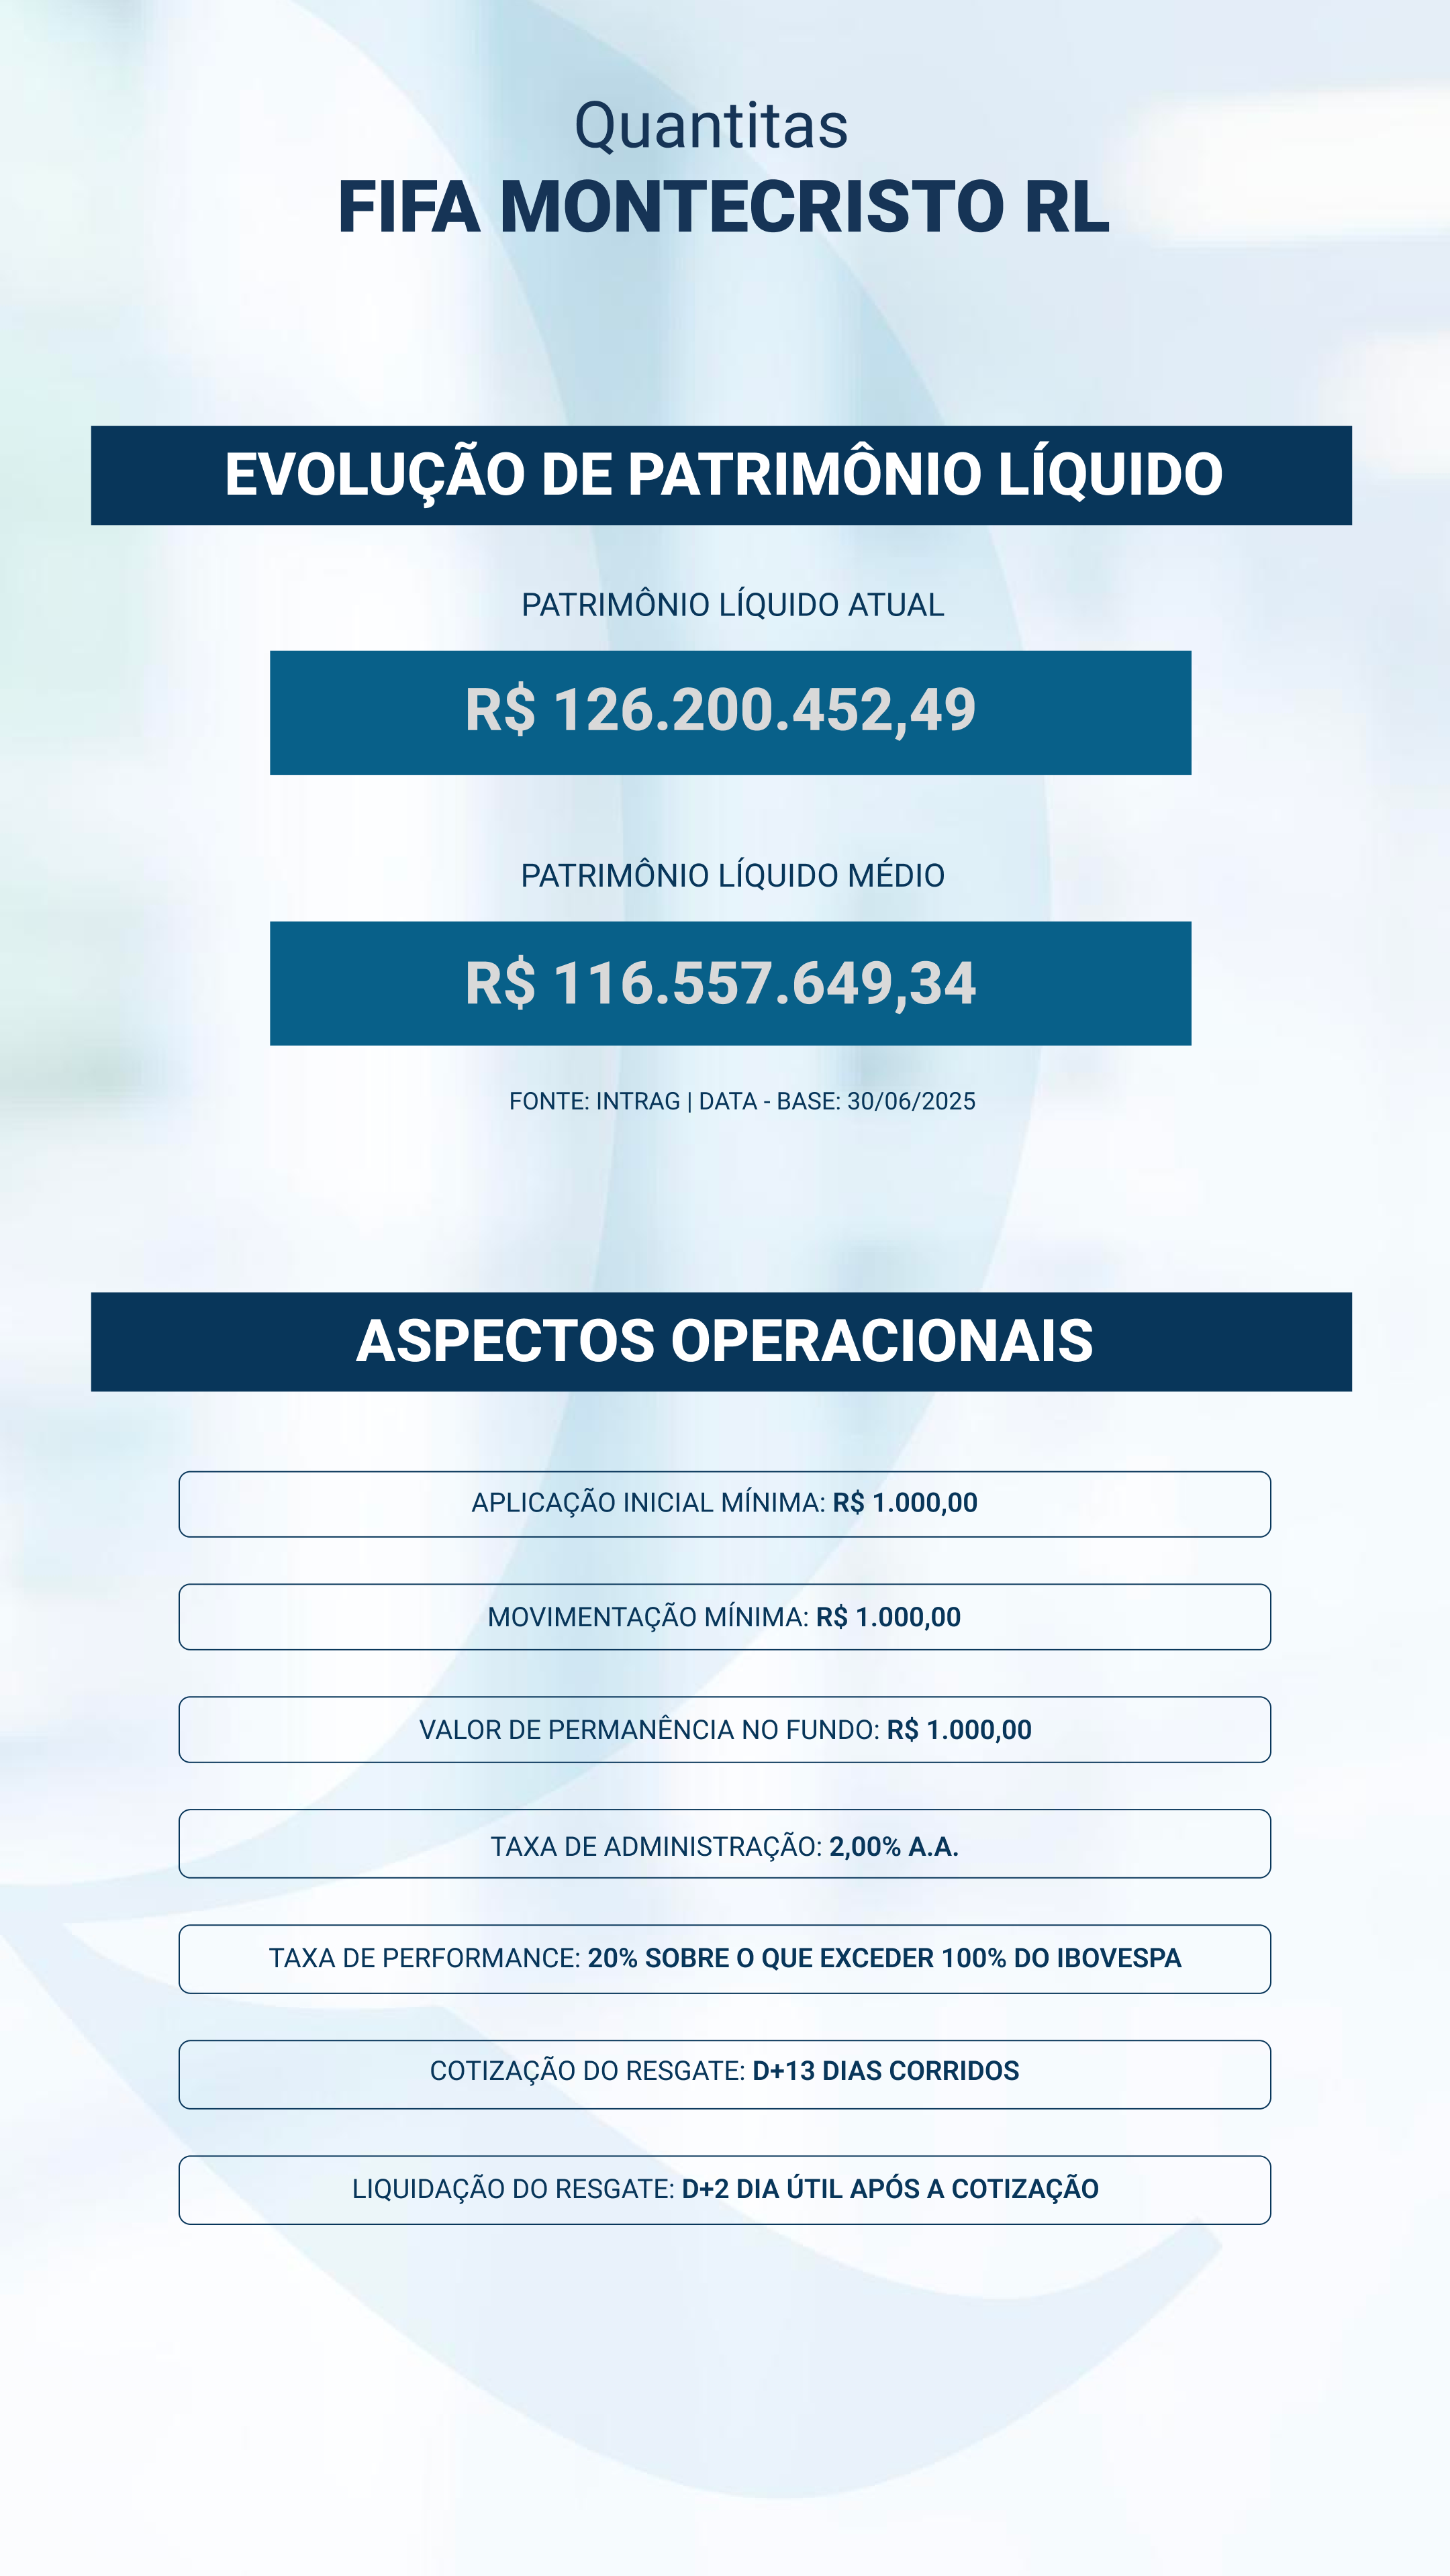 Quantitas
FIFA MONTECRISTO RL
EVOLUÇÃO DE PATRIMÔNIO LÍQUIDO
PATRIMÔNIO LÍQUIDO ATUAL
R$ 126.200.452,49
PATRIMÔNIO LÍQUIDO MÉDIO
R$ 116.557.649,34
FONTE: INTRAG | DATA - BASE: 30/06/2025
ASPECTOS OPERACIONAIS
APLICAÇÃO INICIAL MÍNIMA: R$ 1.000,00
MOVIMENTAÇÃO MÍNIMA: R$ 1.000,00
VALOR DE PERMANÊNCIA NO FUNDO: R$ 1.000,00
TAXA DE ADMINISTRAÇÃO: 2,00% A.A.
TAXA DE PERFORMANCE: 20% SOBRE O QUE EXCEDER 100% DO IBOVESPA
COTIZAÇÃO DO RESGATE: D+13 DIAS CORRIDOS
LIQUIDAÇÃO DO RESGATE: D+2 DIA ÚTIL APÓS A COTIZAÇÃO